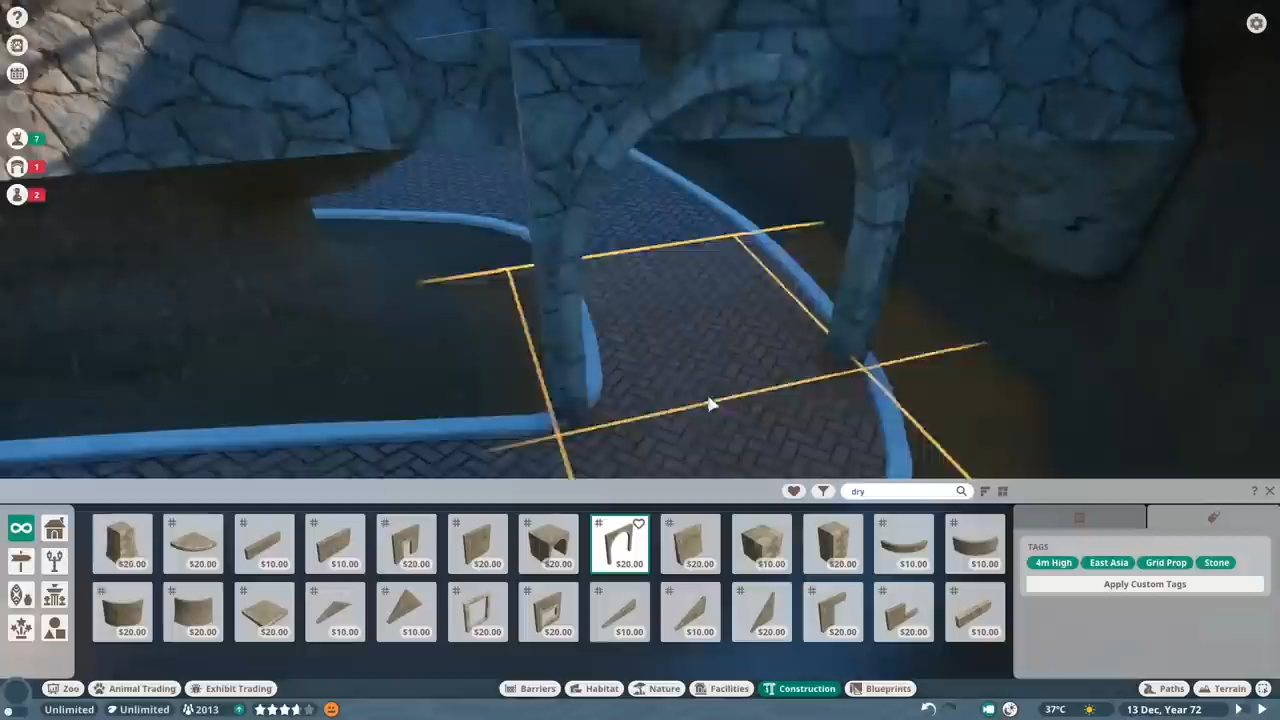 ?
7
1
2
dry
?
# $20.00 # $20.00 # $10.00 # $10.00 # $20.00 # $20.00 # $20.00 # $20.00 # $20.00 # $20.00 # $20.00 # $10.00 # $10.00
TAGS
4m High East Asia Grid Prop Stone
Apply Custom Tags
# $20.00 # $20.00 # $20.00 # $10.00 # $10.00 # $20.00 # $20.00 # $10.00 # $10.00 # $20.00 # $20.00 # $20.00 # $10.00
Zoo Animal Trading Exhibit Trading Barriers Habitat Nature Facilities Construction Blueprints Paths Terrain
Unlimited Unlimited 2013 37°C 12 Dec, Year 72